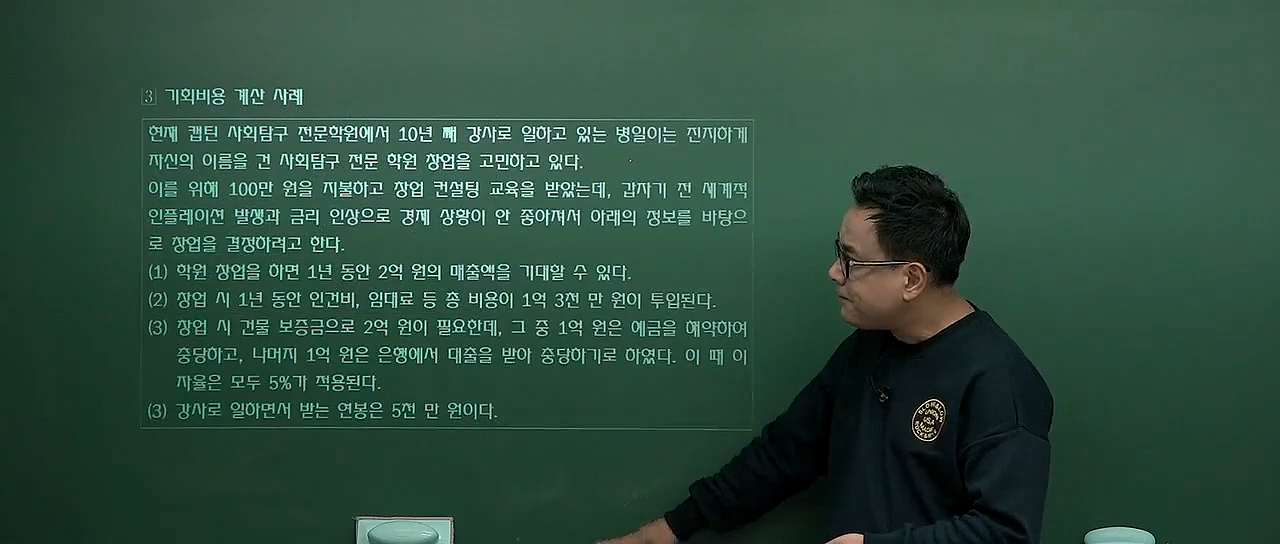 3 기회비용 계산 사례
현재 캡틴 사회탐구 전문학원에서 10년 째 강사로 일하고 있는 병일이는 진지하게
자신의 이름을 건 사회탐구 전문 학원 창업을 고민하고 있다.
이를 위해 100만 원을 지불하고 창업 컨설팅 교육을 받았는데, 갑자기 전 세계적
인플레이션 발생과 금리 인상으로 경제 상황이 안 좋아져서 아래의 정보를 바탕으
로 창업을 결정하려고 한다.
(1) 학원 창업을 하면 1년 동안 2억 원의 매출액을 기대할 수 있다.
(2) 창업 시 1년 동안 인건비, 임대료 등 총 비용이 1억 3천 만 원이 투입된다.
(3) 창업 시 건물 보증금으로 2억 원이 필요한데, 그 중 1억 원은 예금을 해약하여
충당하고, 나머지 1억 원은 은행에서 대출을 받아 충당하기로 하였다. 이 때 이
자율은 모두 5%가 적용된다.
(3) 강사로 일하면서 받는 연봉은 5천 만 원이다.
UNION
USA
MADE